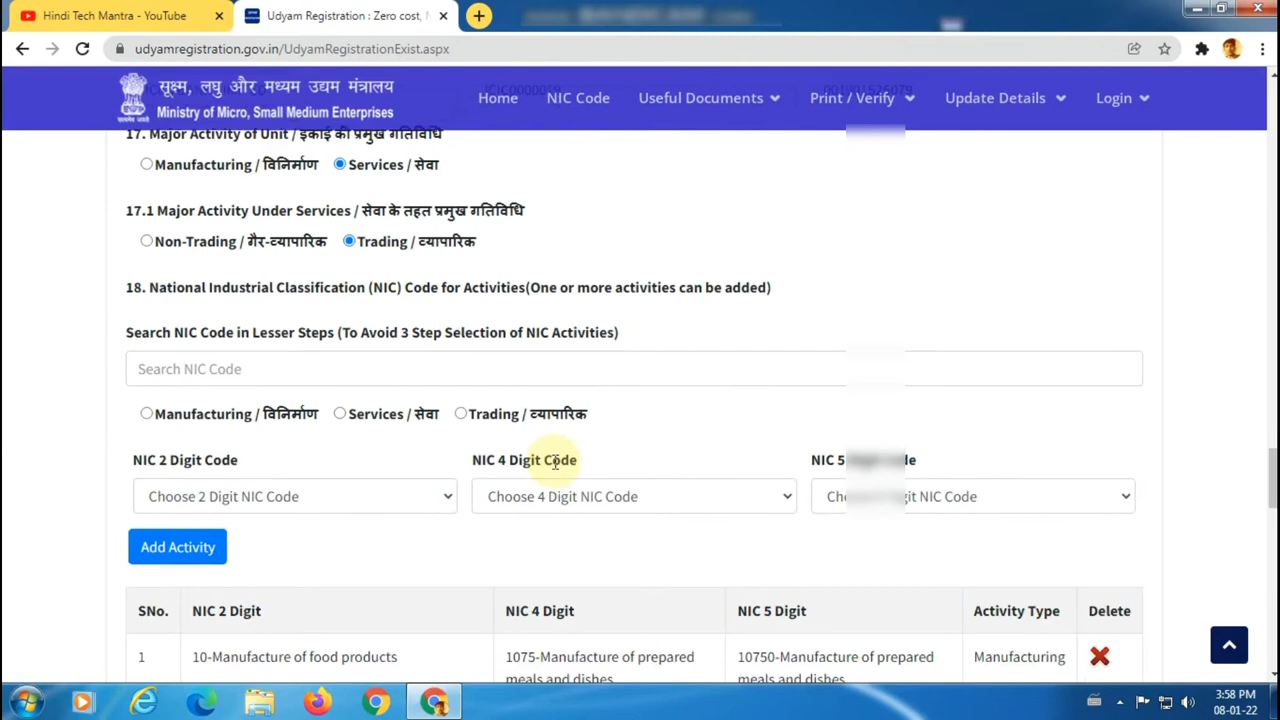 Hindi Tech Mantra - YouTube
Udyam Registration : Zero cost,
udyamregistration.gov.in/UdyamRegistrationExist.aspx
सूक्ष्म, लघु और मध्यम उद्यम मंत्रालय
Ministry of Micro, Small Medium Enterprises
Home NIC Code Useful Documents Print / Verify Update Details Login
17. Major Activity of Unit / इकाई की प्रमुख गतिविधि
Manufacturing / विनिर्माण Services / सेवा
17.1 Major Activity Under Services / सेवा के तहत प्रमुख गतिविधि
Non-Trading / गैर-व्यापारिक Trading / व्यापारिक
18. National Industrial Classification (NIC) Code for Activities(One or more activities can be added)
Search NIC Code in Lesser Steps (To Avoid 3 Step Selection of NIC Activities)
Search NIC Code
Manufacturing / विनिर्माण Services / सेवा Trading / व्यापारिक
NIC 2 Digit Code NIC 4 Digit Code NIC 5
Choose 2 Digit NIC Code Choose 4 Digit NIC Code NIC Code
Add Activity
SNo. NIC 2 Digit NIC 4 Digit NIC 5 Digit Activity Type Delete
1 10-Manufacture of food products 1075-Manufacture of prepared 10750-Manufacture of prepared Manufacturing
meals and dishes meals and dishes
3:58 PM
08-01-22